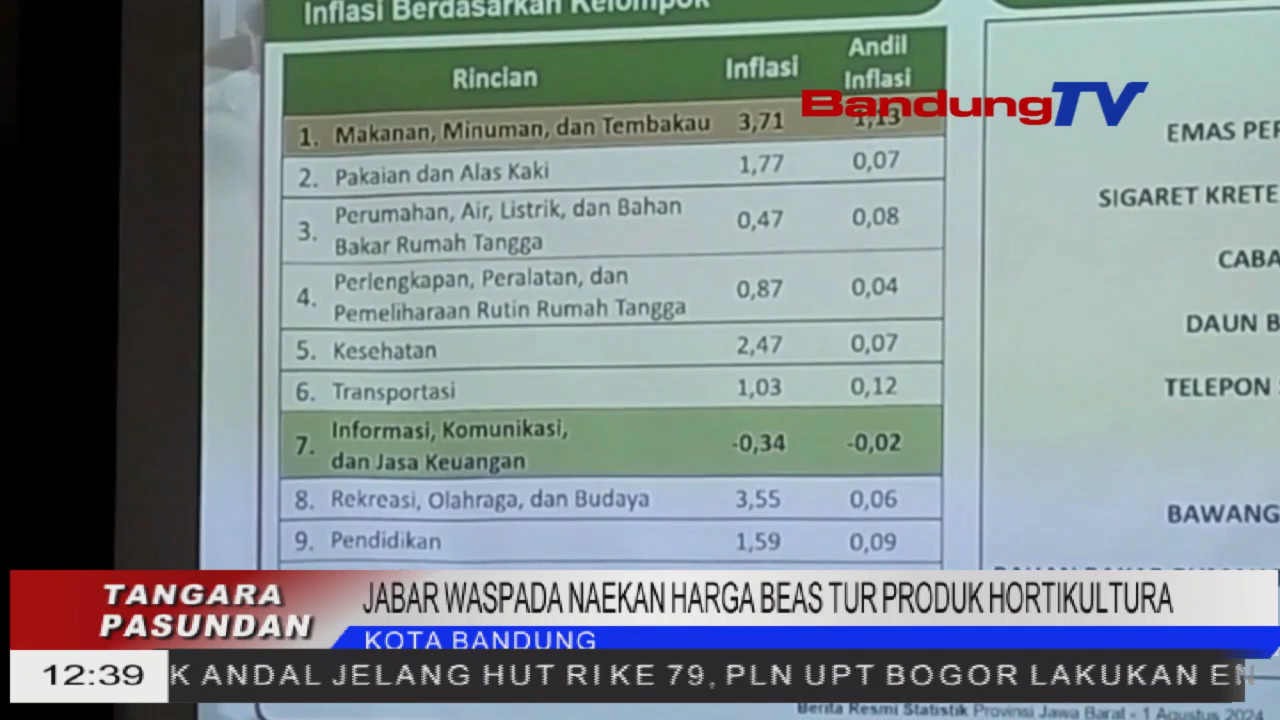 Inflasi Berdasarkan Kelompok
Rincian Inflasi Andil Inflasi
BandungTV
1. Makanan, Minuman, dan Tembakau 3,71 1,13
2. Pakaian dan Alas Kaki 1,77 0,07
3. Perumahan, Air, Listrik, dan Bahan
Bakar Rumah Tangga 0,47 0,08
4. Perlengkapan, Peralatan, dan
Pemeliharaan Rutin Rumah Tangga 0,87 0,04
5. Kesehatan 2,47 0,07
6. Transportasi 1,03 0,12
7. Informasi, Komunikasi,
dan Jasa Keuangan -0,34 -0,02
8. Rekreasi, Olahraga, dan Budaya 3,55 0,06
9. Pendidikan 1,59 0,09
EMAS PER
SIGARET KRETE
CABA
DAUN B
TELEPON
BAWANG
TANGARA
PASUNDAN
JABAR WASPADA NAEKAN HARGA BEAS TUR PRODUK HORTIKULTURA
KOTA BANDUNG
12:39
K ANDAL JELANG HUT RI KE 79, PLN UPT BOGOR LAKUKAN EN
Berita Resmi Statistik Provinsi Jawa Barat - 1 Agustus 2024